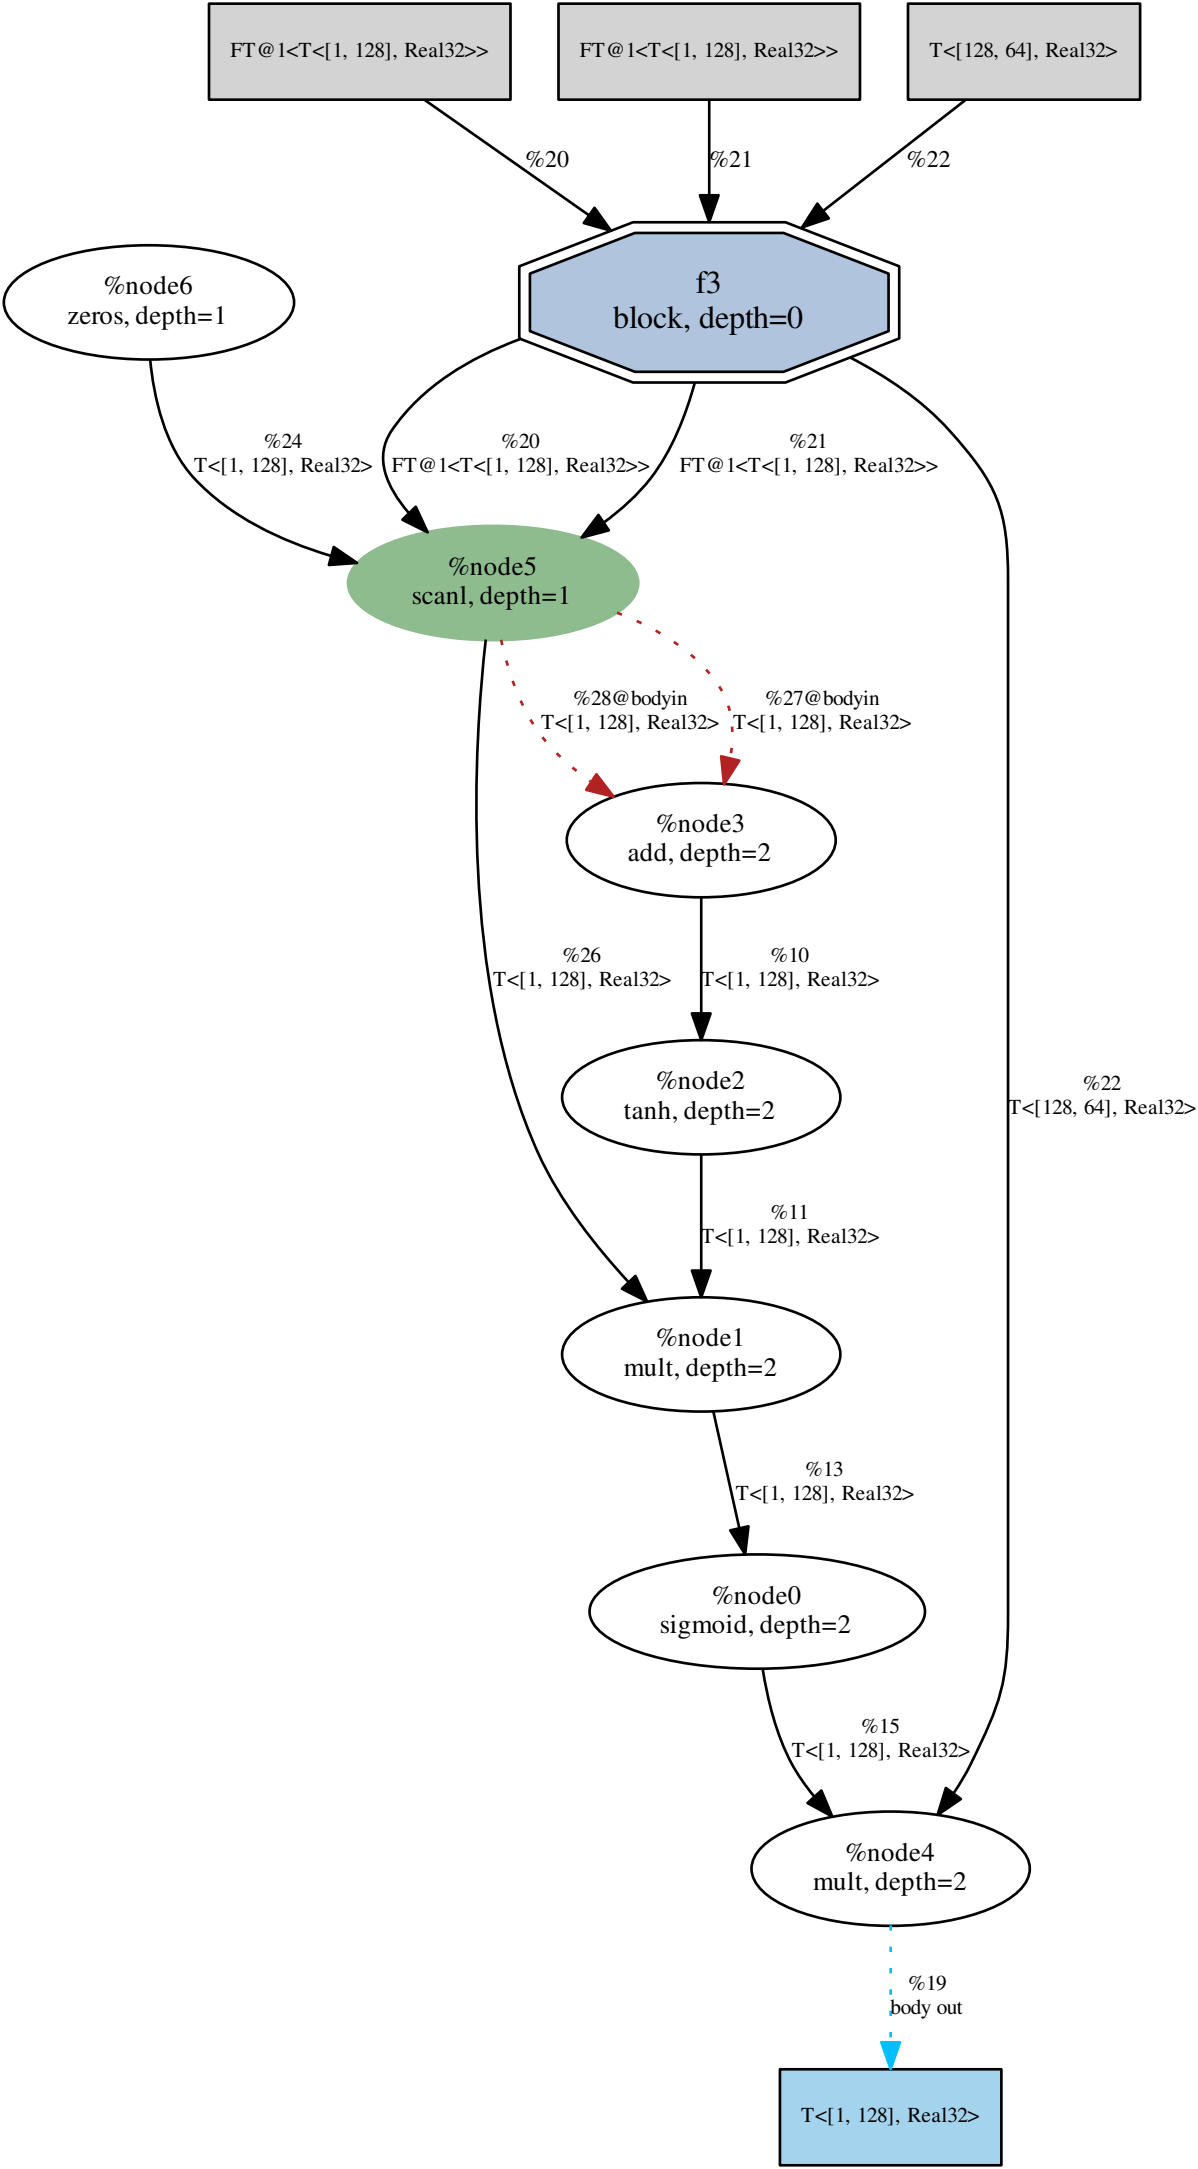 FT@1<T<[1, 128], Real32>>
FT@1<T<[1, 128], Real32>>
T<[128, 64], Real32>
%20
%21
%22
%node6
zeros, depth=1
f3
block, depth=0
%24
T<[1, 128], Real32>
%20
FT@1<T<[1, 128], Real32>>
%21
FT@1<T<[1, 128], Real32>>
%node5
scanl, depth=1
%28@bodyin
T<[1, 128], Real32>
%27@bodyin
T<[1, 128], Real32>
%node3
add, depth=2
%26
T<[1, 128], Real32>
%10
T<[1, 128], Real32>
%node2
tanh, depth=2
%22
T<[128, 64], Real32>
%11
T<[1, 128], Real32>
%node1
mult, depth=2
%13
T<[1, 128], Real32>
%node0
sigmoid, depth=2
%15
T<[1, 128], Real32>
%node4
mult, depth=2
%19
body out
T<[1, 128], Real32>